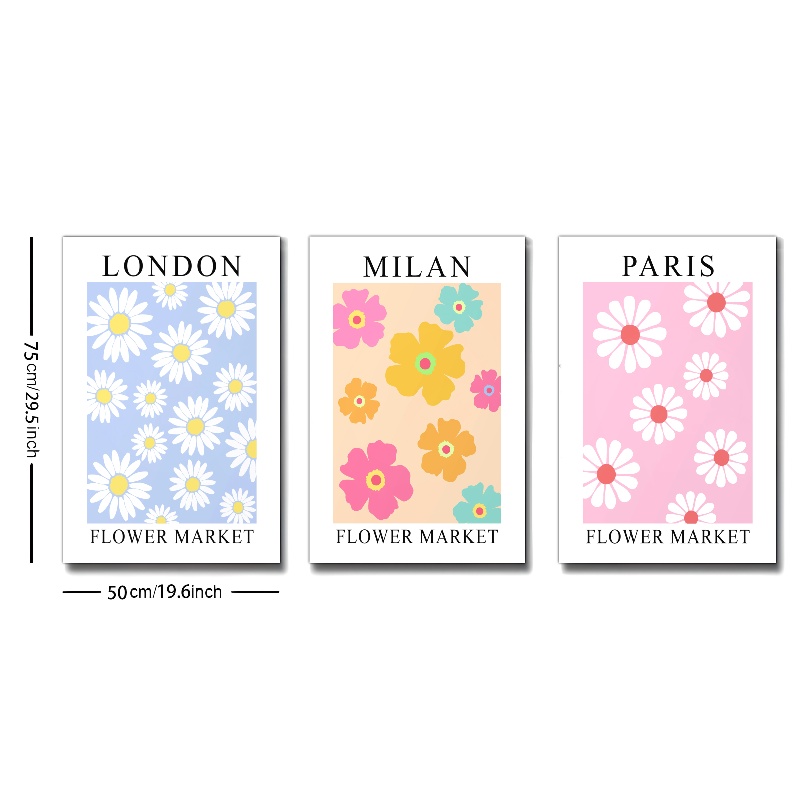 LONDON
FLOWER MARKET
MILAN
FLOWER MARKET
PARIS
FLOWER MARKET
75cm/29.5inch
50cm/19.6inch